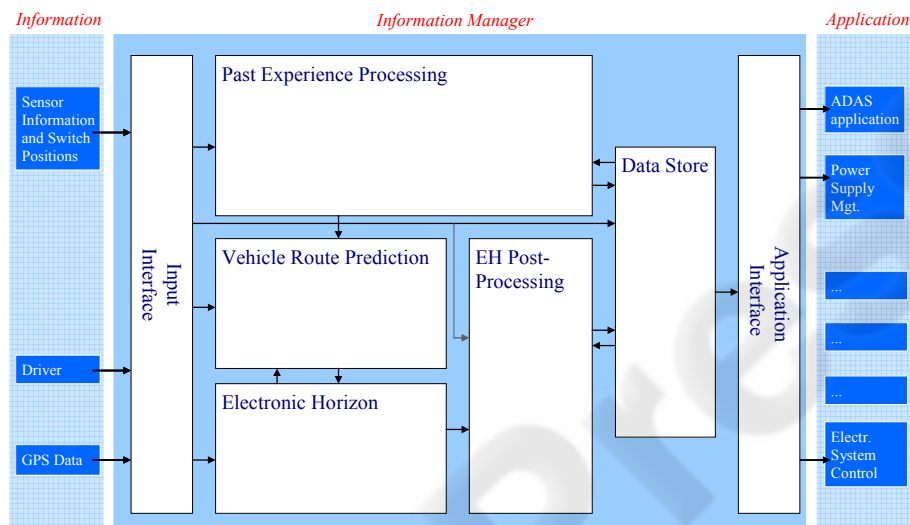 Information
Information Manager
Application
Sensor
Information
and Switch
Positions
Driver
GPS Data
Input
Interface
Past Experience Processing
Vehicle Route Prediction
Electronic Horizon
EH Post-
Processing
Data Store
Application
Interface
ADAS
application
Power
Supply
Mgt.
...
...
...
Electr.
System
Control
Pres